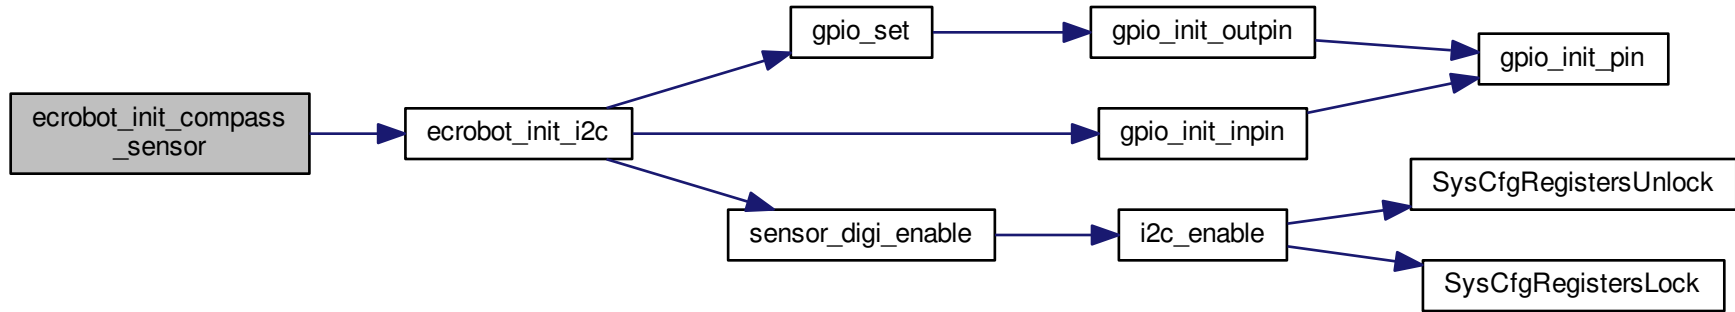 ecrobot_init_compass
_sensor
ecrobot_init_i2c
gpio_set
gpio_init_outpin
gpio_init_pin
gpio_init_inpin
sensor_digi_enable
i2c_enable
SysCfgRegistersUnlock
SysCfgRegistersLock